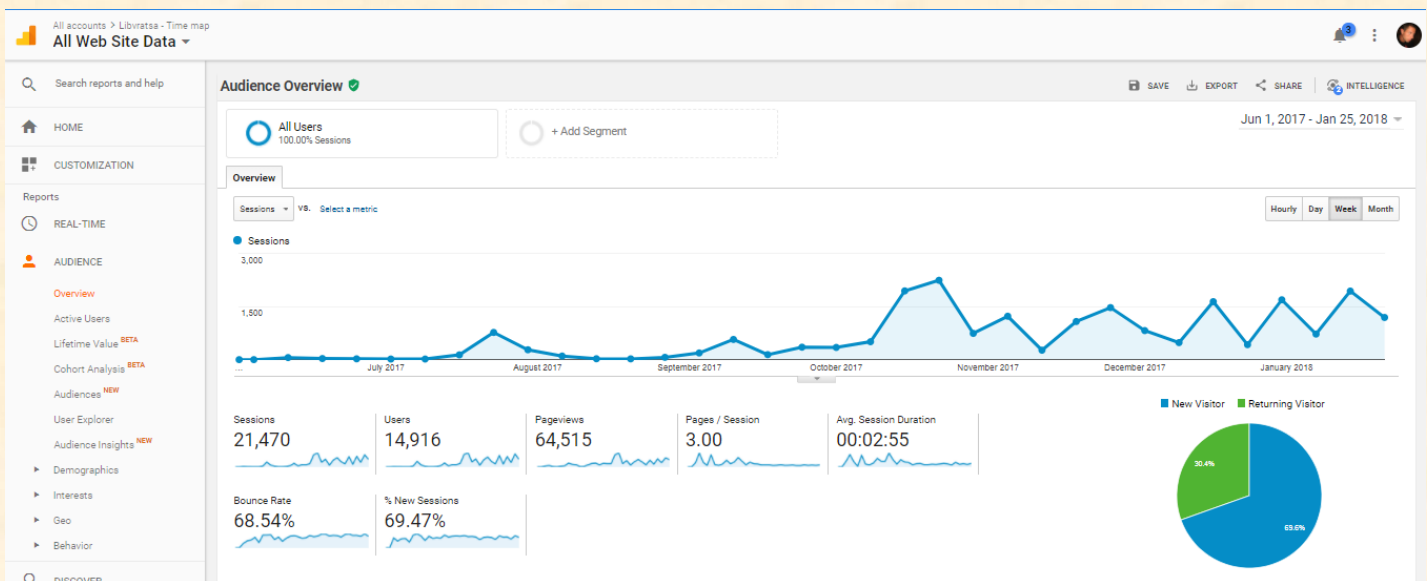 All accounts > Libvratsa - Time map
All Web Site Data
3
Search reports and help
HOME
CUSTOMIZATION
Reports
REAL-TIME
AUDIENCE
Overview
Active Users
Lifetime Value BETA
Cohort Analysis BETA
Audiences NEW
User Explorer
Audience Insights NEW
Demographics
Interests
Geo
Behavior
DISCOVER
Audience Overview
SAVE
EXPORT
SHARE
2
INTELLIGENCE
All Users
100.00% Sessions
+ Add Segment
Jun 1, 2017 - Jan 25, 2018
Overview
Sessions VS. Select a metric
Hourly Day Week Month
Sessions
3,000
1,500
... July 2017 August 2017 September 2017 October 2017 November 2017 December 2017 January 2018
New Visitor Returning Visitor
30.4%
69.6%
Sessions
21,470
Users
14,916
Pageviews
64,515
Pages / Session
3.00
Avg. Session Duration
00:02:55
Bounce Rate
68.54%
% New Sessions
69.47%